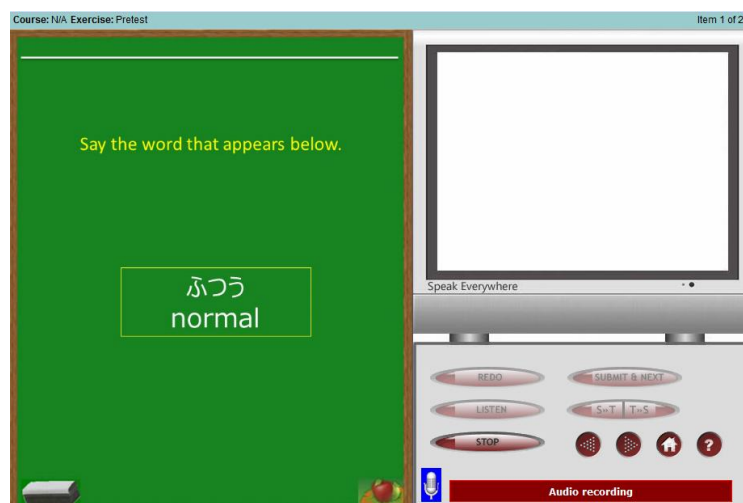 Course: N/A Exercise: Pretest
Item 1 of 2
Say the word that appears below.
ふつう
normal
Speak Everywhere
REDO
SUBMIT & NEXT
LISTEN
S»T T»S
STOP
?
Audio recording